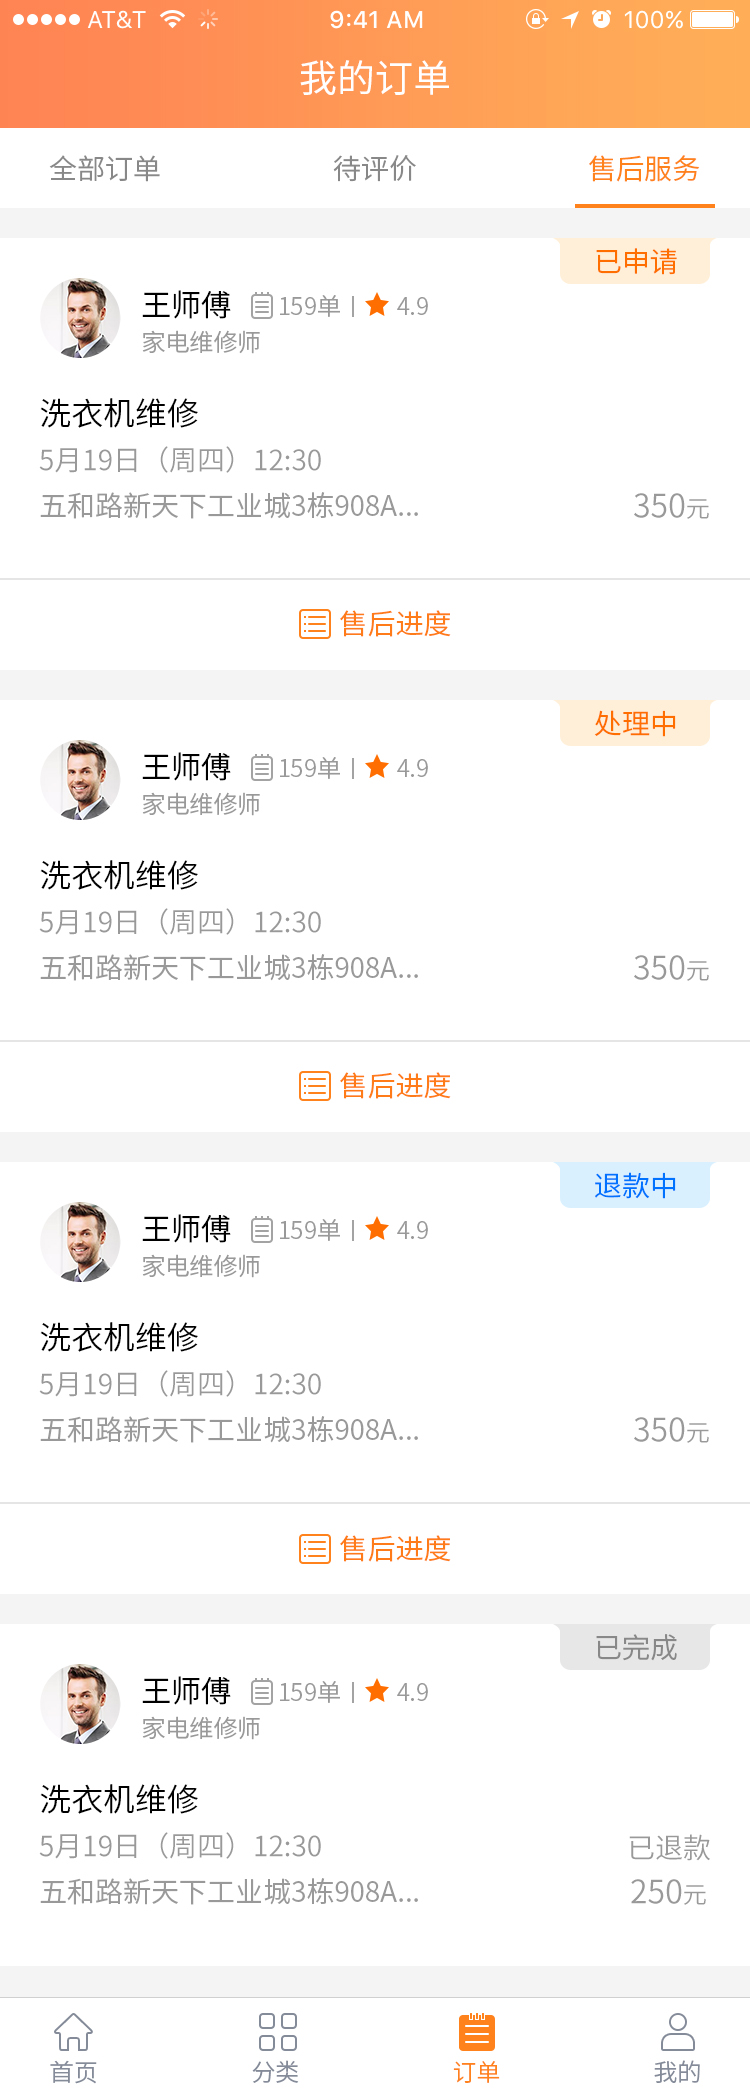 AT&T 9:41 AM 100%
我的订单
全部订单 待评价 售后服务
已申请
王师傅 159单 | 4.9
家电维修师
洗衣机维修
5月19日（周四）12:30
五和路新天下工业城3栋908A... 350元
售后进度
处理中
王师傅 159单 | 4.9
家电维修师
洗衣机维修
5月19日（周四）12:30
五和路新天下工业城3栋908A... 350元
售后进度
退款中
王师傅 159单 | 4.9
家电维修师
洗衣机维修
5月19日（周四）12:30
五和路新天下工业城3栋908A... 350元
售后进度
已完成
王师傅 159单 | 4.9
家电维修师
洗衣机维修
5月19日（周四）12:30 已退款
五和路新天下工业城3栋908A... 250元
首页 分类 订单 我的